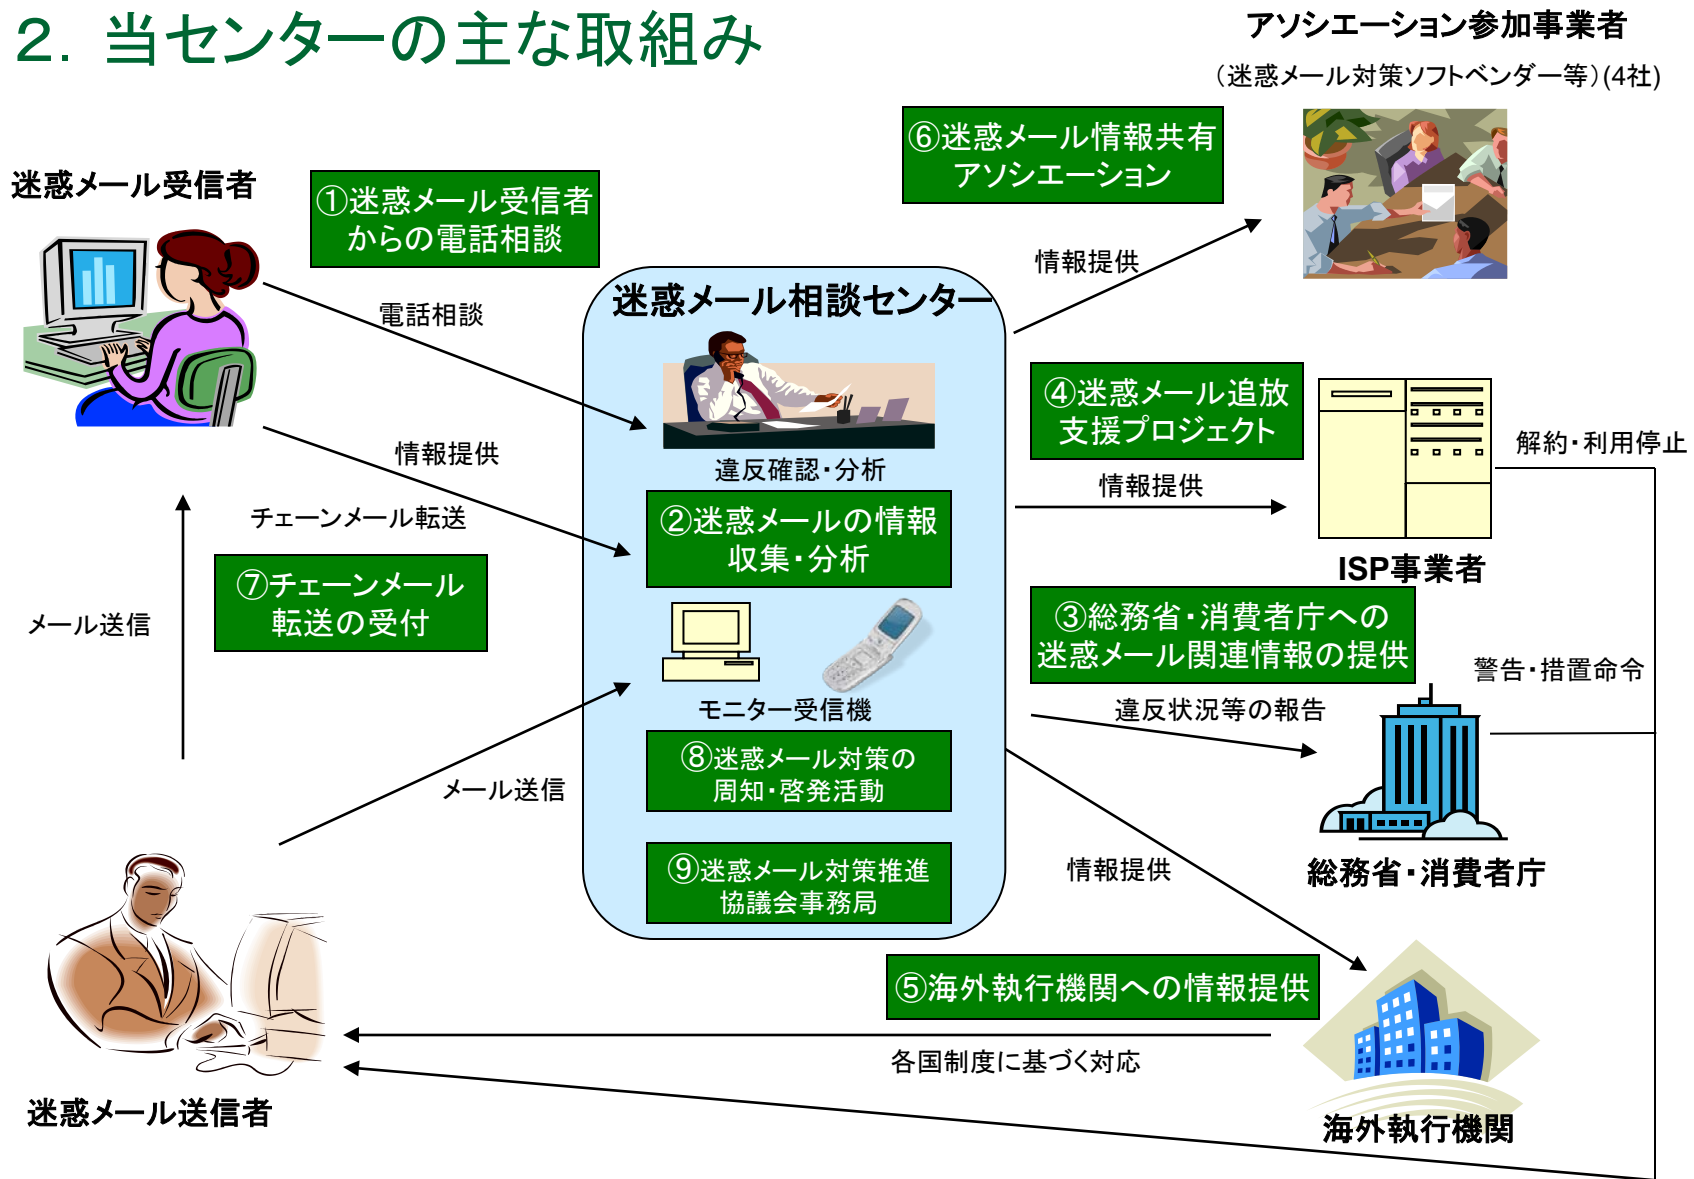 ２．当センターの主な取組み
アソシエーション参加事業者
（迷惑メール対策ソフトベンダー等）(4社)
⑥迷惑メール情報共有
アソシエーション
迷惑メール受信者
①迷惑メール受信者
からの電話相談
情報提供
電話相談
迷惑メール相談センター
④迷惑メール追放
支援プロジェクト
解約・利用停止
情報提供
違反確認・分析
情報提供
チェーンメール転送
②迷惑メールの情報
収集・分析
ISP事業者
⑦チェーンメール
転送の受付
メール送信
③総務省・消費者庁への
迷惑メール関連情報の提供
警告・措置命令
モニター受信機
違反状況等の報告
⑧迷惑メール対策の
周知・啓発活動
メール送信
情報提供
総務省・消費者庁
⑨迷惑メール対策推進
協議会事務局
⑤海外執行機関への情報提供
各国制度に基づく対応
迷惑メール送信者
海外執行機関